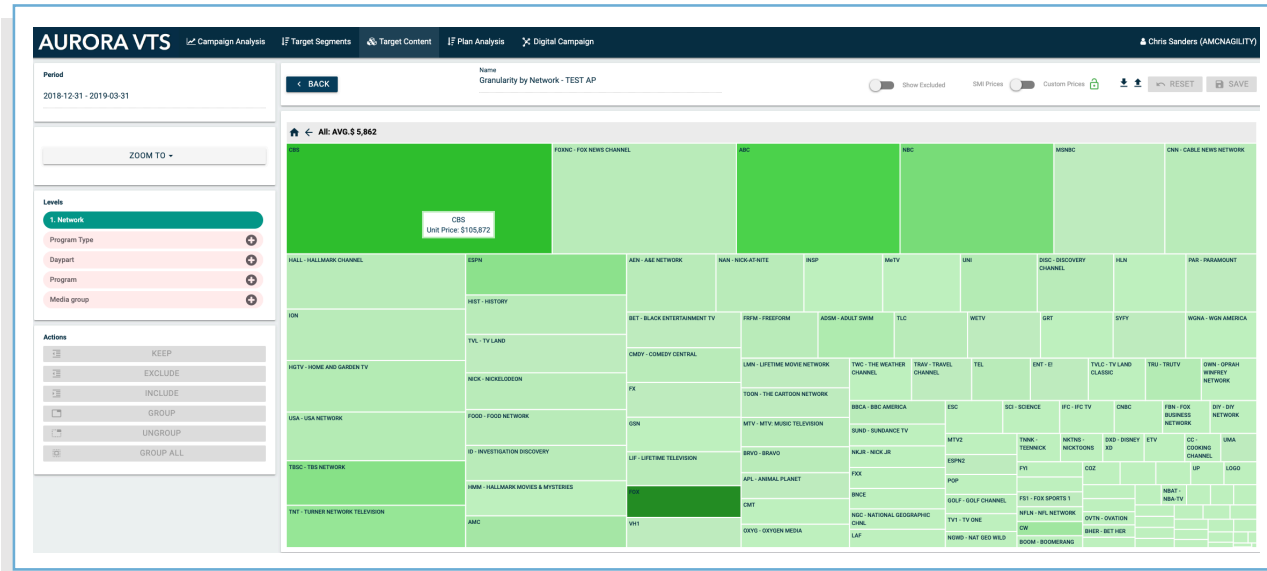 AURORA VTS
Campaign Analysis
Target Segments
Target Content
Plan Analysis
Digital Campaign
Chris Sanders (AMCNAGILITY)
Period
2018-12-31 - 2019-03-31
< BACK
Name
Granularity by Network - TEST AP
Show Excluded
SMI Prices
Custom Prices
RESET
SAVE
ZOOM TO
Levels
1. Network
Program Type
Daypart
Program
Media group
Actions
KEEP
EXCLUDE
INCLUDE
GROUP
UNGROUP
GROUP ALL
All: AVG.$ 5,862
CBS
FOXNC - FOX NEWS CHANNEL
ABC
NBC
MSNBC
CNN - CABLE NEWS NETWORK
CBS
Unit Price: $105,872
HALL - HALLMARK CHANNEL
ION
HGTV - HOME AND GARDEN TV
USA - USA NETWORK
TBSC - TBS NETWORK
TNT - TURNER NETWORK TELEVISION
ESPN
HIST - HISTORY
TVL - TV LAND
NICK - NICKELODEON
FOOD - FOOD NETWORK
ID - INVESTIGATION DISCOVERY
HMM - HALLMARK MOVIES & MYSTERIES
AMC
AEN - A&E NETWORK
NAN - NICK-AT-NITE
INSP
MeTV
UNI
DISC - DISCOVERY
CHANNEL
HLN
PAR - PARAMOUNT
BET - BLACK ENTERTAINMENT TV
CMDY - COMEDY CENTRAL
FX
GSN
LIF - LIFETIME TELEVISION
FOX
VH1
FRFM - FREEFORM
ADSM - ADULT SWIM
TLC
WETV
GRT
SYFY
WGNA - WGN AMERICA
LMN - LIFETIME MOVIE NETWORK
TOON - THE CARTOON NETWORK
MTV - MTV: MUSIC TELEVISION
BRVO - BRAVO
APL - ANIMAL PLANET
CMT
OXYG - OXYGEN MEDIA
TWC - THE WEATHER
CHANNEL
TRAV - TRAVEL
CHANNEL
TEL
ENT - E!
TVLC - TV LAND
CLASSIC
TRU - TRUTV
OWN - OPRAH
WINFREY
NETWORK
BBCA - BBC AMERICA
SUND - SUNDANCE TV
NKJR - NICK JR
FXX
BNCE
NGC - NATIONAL GEOGRAPHIC
CHNL
LAF
ESC
SCI - SCIENCE
IFC - IFC TV
CNBC
FBN - FOX
BUSINESS
NETWORK
DIY - DIY
NETWORK
MTV2
ESPN2
POP
GOLF - GOLF CHANNEL
TV1 - TV ONE
NGWD - NAT GEO WILD
TNNK -
TEENNICK
NKTNS -
NICKTOONS
DXD - DISNEY
XD
ETV
CC -
COOKING
CHANNEL
UMA
FYI
COZ
UP
LOGO
FS1 - FOX SPORTS 1
NFLN - NFL NETWORK
CW
BOOM - BOOMERANG
NBAT -
NBA-TV
OVTN - OVATION
BHER - BET HER